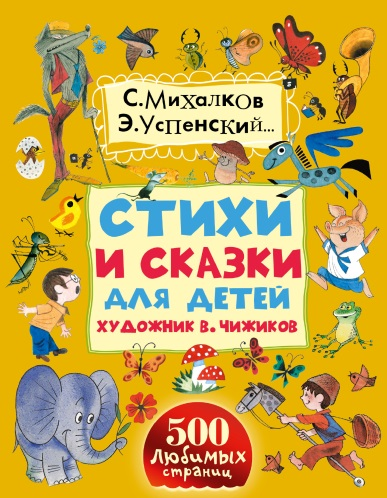 С. Михалков
Э. Успенский...
СТИХИ
И СКАЗКИ
ДЛЯ ДЕТЕЙ
ХУДОЖНИК В. ЧИЖИКОВ
500
любимых
страниц